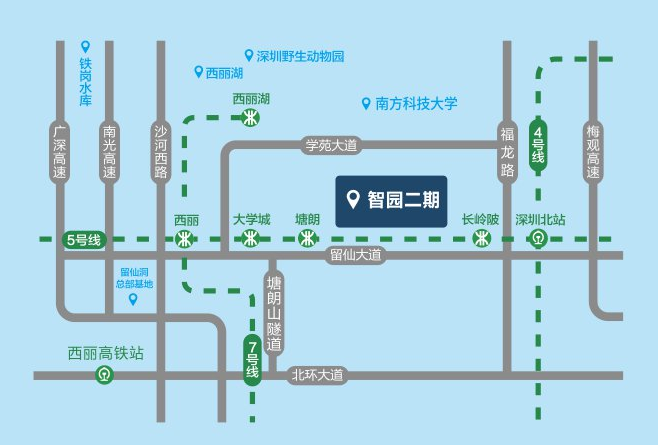 深圳野生动物园
西丽湖
铁岗水库
西丽湖
南方科技大学
广深高速
南光高速
沙河西路
学苑大道
福龙路
4号线
梅观高速
智园二期
西丽
大学城
塘朗
长岭陂
深圳北站
5号线
留仙大道
留仙洞
总部基地
塘朗山隧道
西丽高铁站
7号线
北环大道